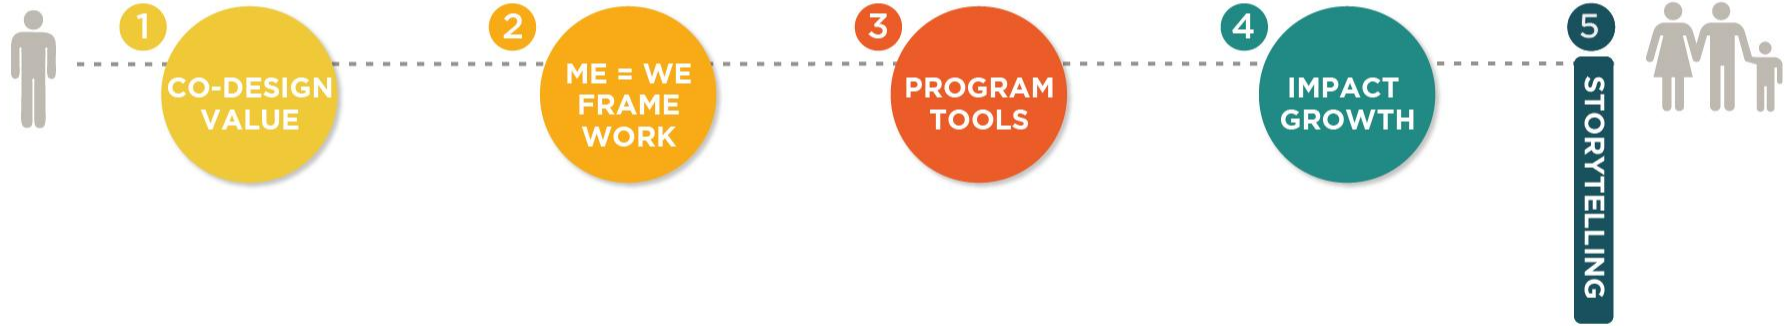 1
CO-DESIGN
VALUE
2
ME = WE
FRAME
WORK
3
PROGRAM
TOOLS
4
IMPACT
GROWTH
5
STORYTELLING